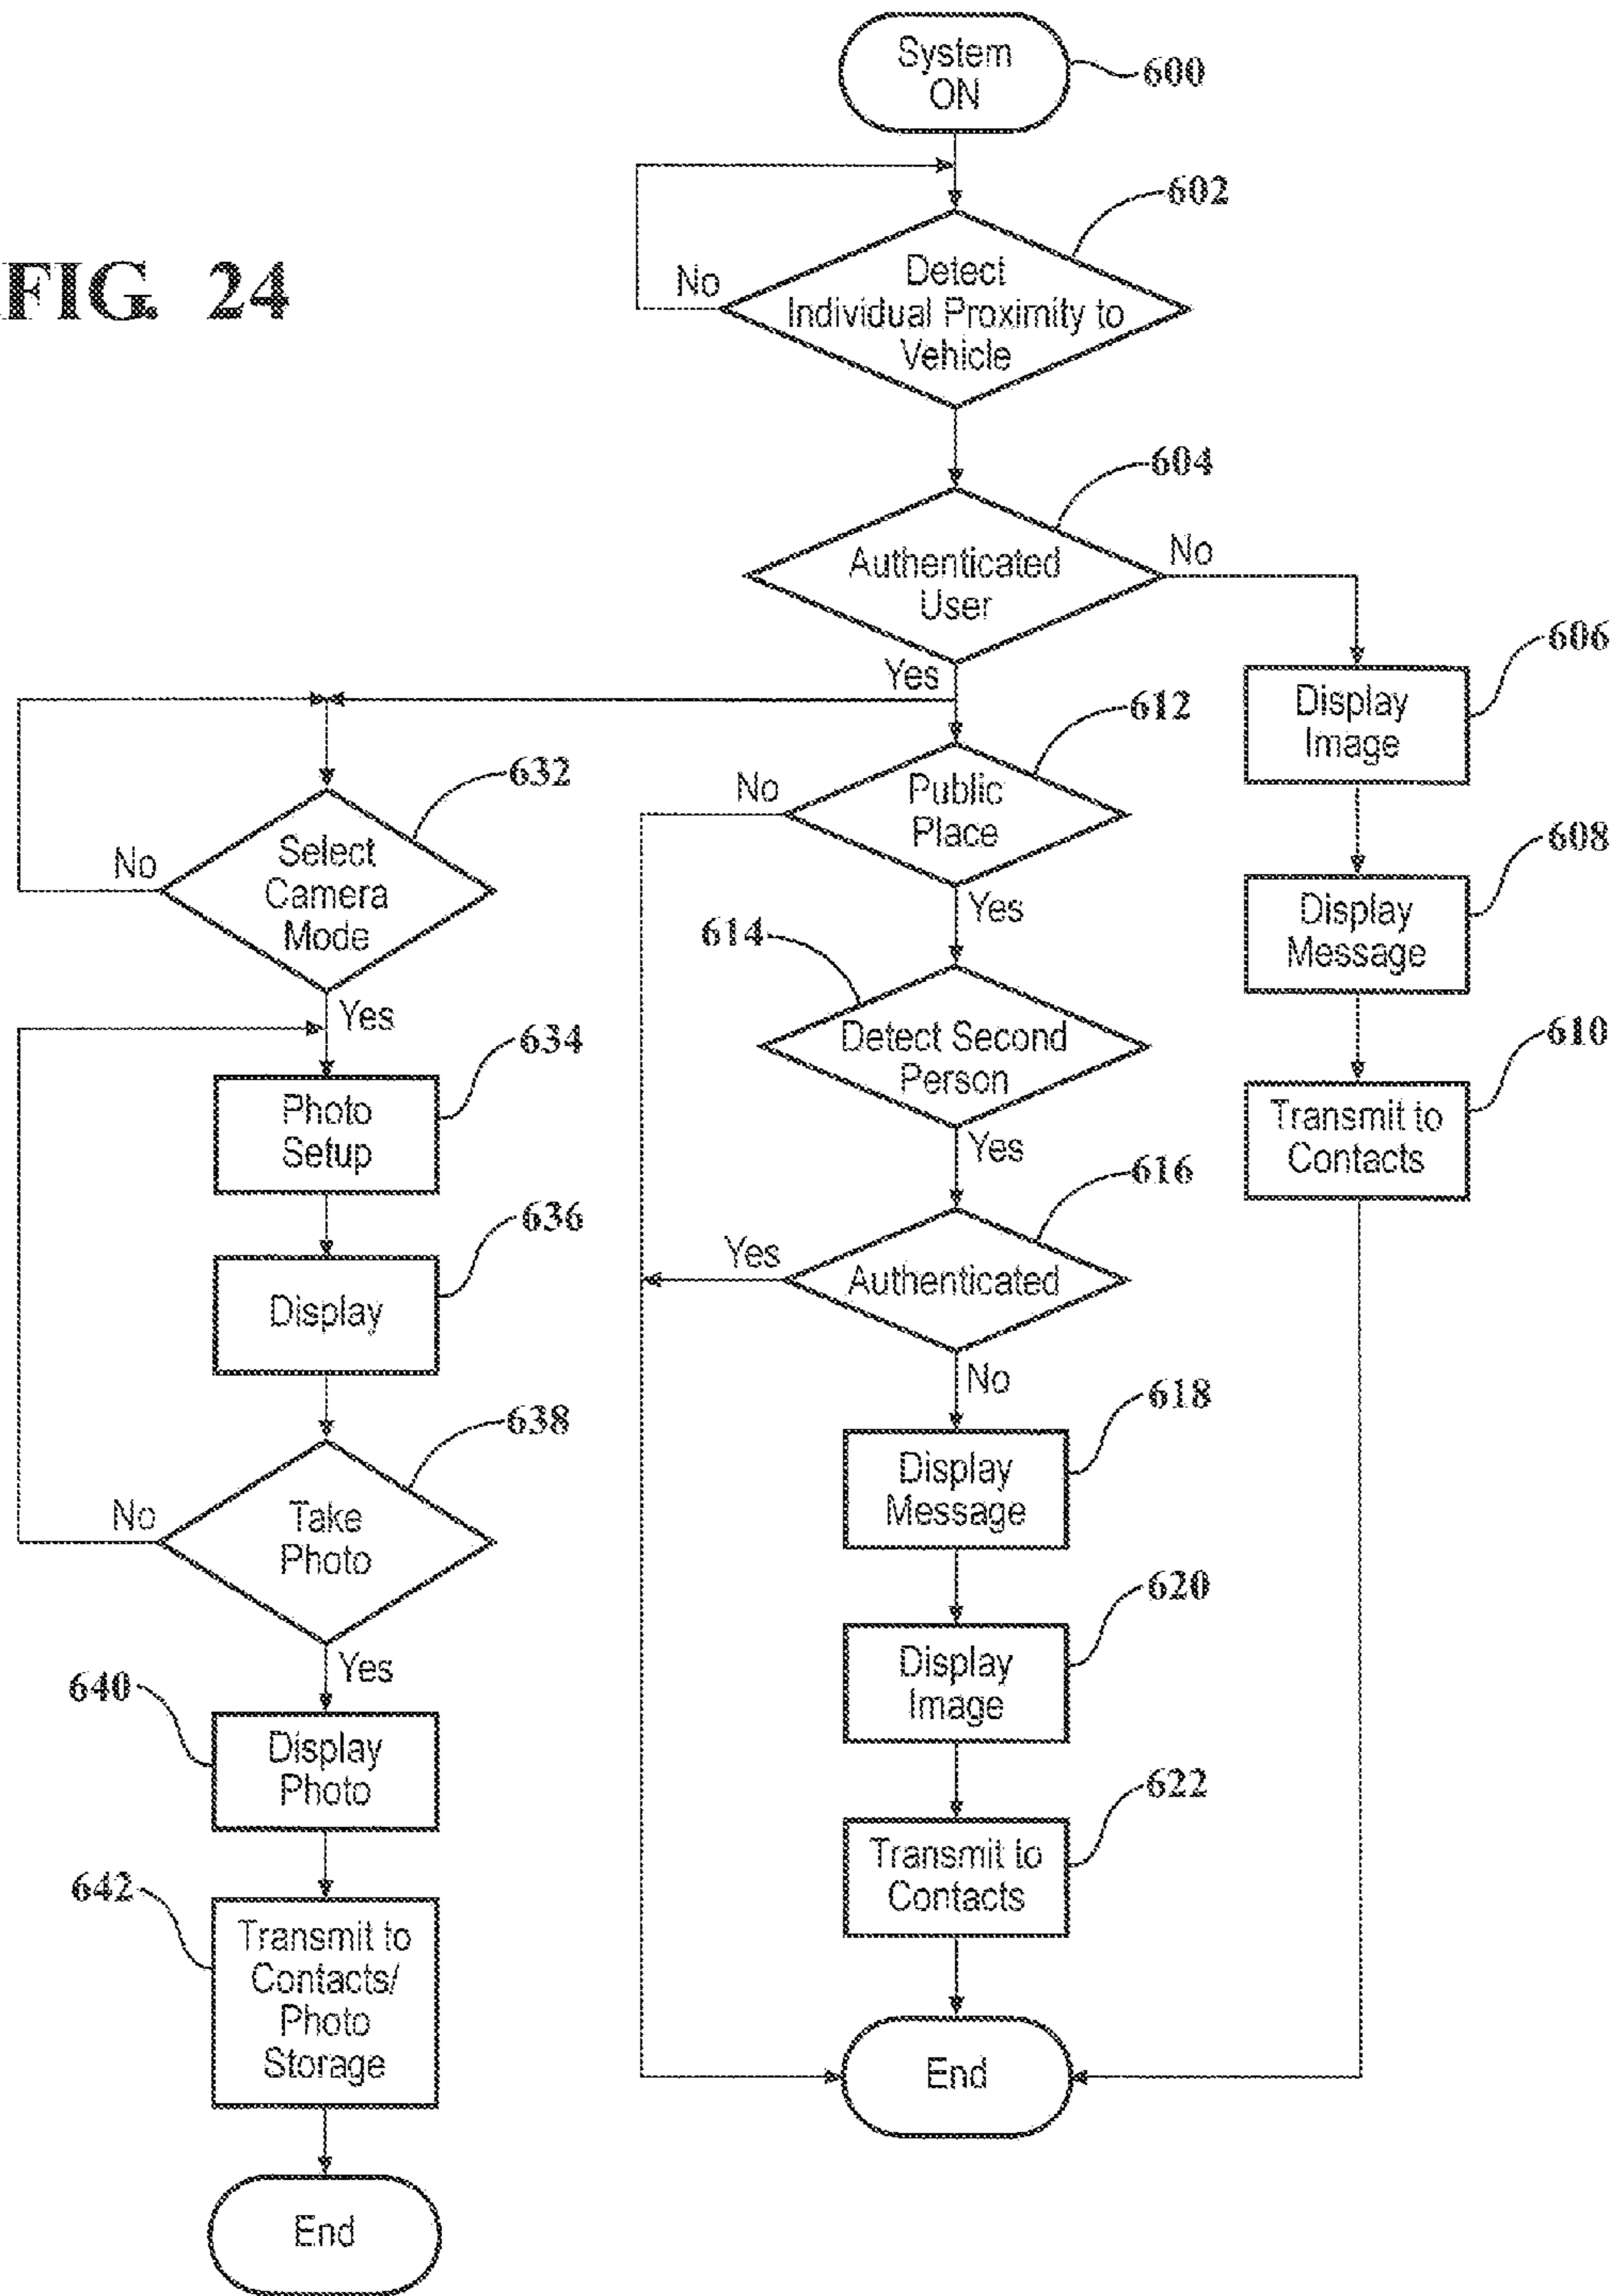 FIG. 24
System
ON
600
602
Detect
Individual Proximity to
Vehicle
No
604
Authenticated
User
No
Yes
606
Display
Image
612
Public
Place
No
Yes
632
Select
Camera
Mode
No
Yes
608
Display
Message
614
Detect Second
Person
Yes
634
Photo
Setup
610
Transmit to
Contacts
616
Yes
Authenticated
No
636
Display
618
Display
Message
638
No
Take
Photo
Yes
620
Display
Image
640
Display
Photo
622
Transmit to
Contacts
642
Transmit to
Contacts/
Photo
Storage
End
End